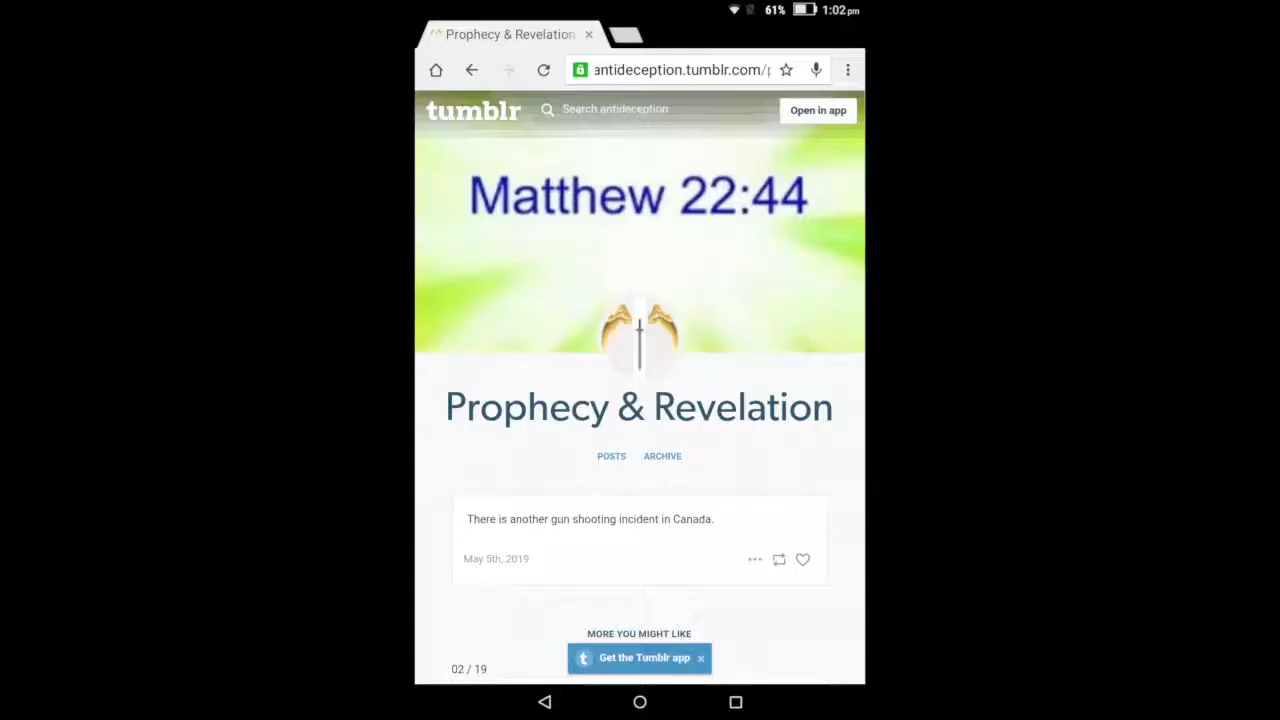 61% 1:02pm
Prophecy & Revelation ×
antideception.tumblr.com/p
tumblr Search antideception Open in app
Matthew 22:44
Prophecy & Revelation
POSTS ARCHIVE
There is another gun shooting incident in Canada.
May 5th, 2019
MORE YOU MIGHT LIKE
t Get the Tumblr app ×
02 / 19